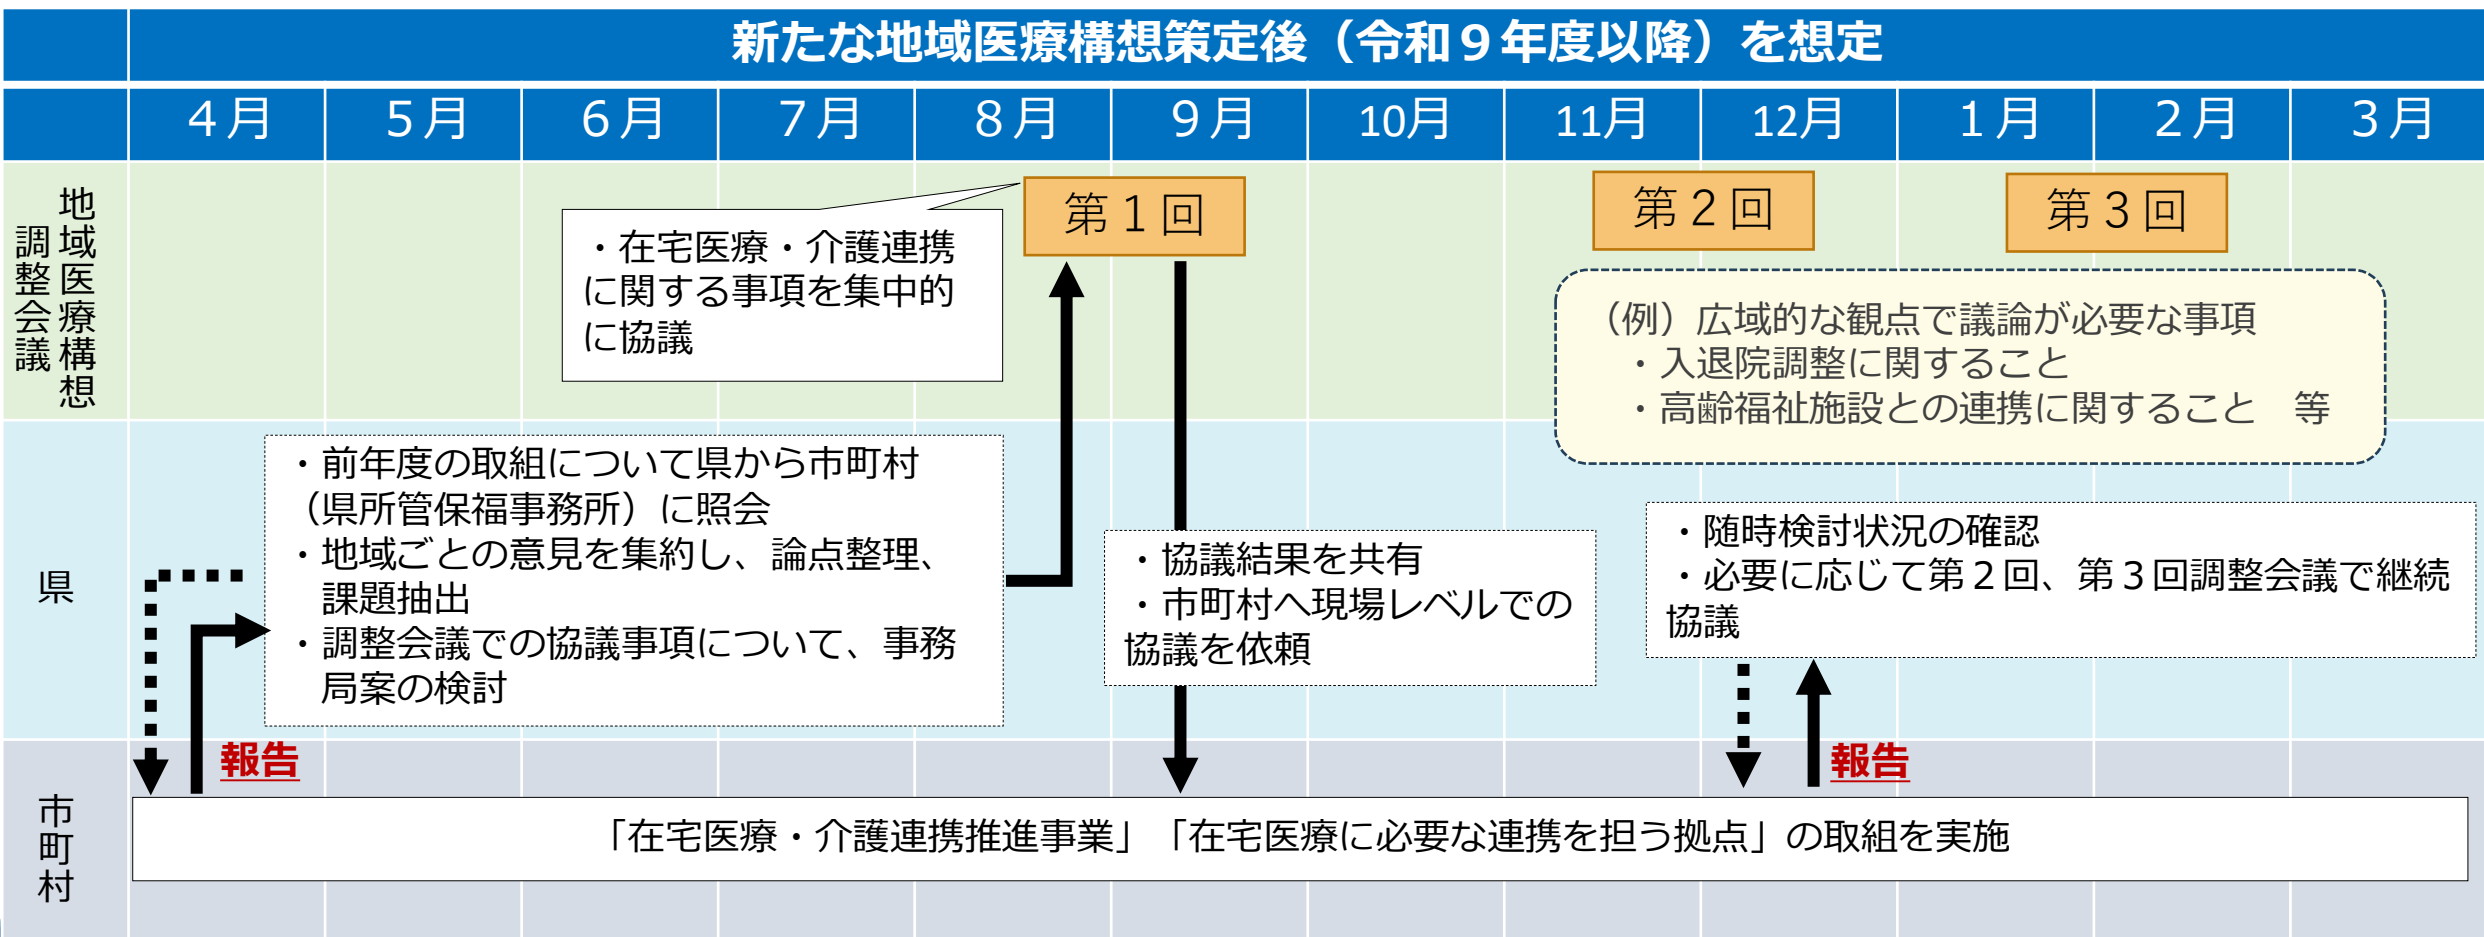 新たな地域医療構想策定後（令和９年度以降）を想定
４月 ５月 ６月 ７月 ８月 ９月 10月 11月 12月 １月 ２月 ３月
地域医療構想
調整会議
第１回
第２回
第３回
・在宅医療・介護連携
に関する事項を集中的
に協議
（例）広域的な観点で議論が必要な事項
・入退院調整に関すること
・高齢福祉施設との連携に関すること　等
県
・前年度の取組について県から市町村
（県所管保福事務所）に照会
・地域ごとの意見を集約し、論点整理、
課題抽出
・調整会議での協議事項について、事務
局案の検討
・協議結果を共有
・市町村へ現場レベルでの
協議を依頼
・随時検討状況の確認
・必要に応じて第２回、第３回調整会議で継続
協議
報告
報告
市町村
「在宅医療・介護連携推進事業」「在宅医療に必要な連携を担う拠点」の取組を実施